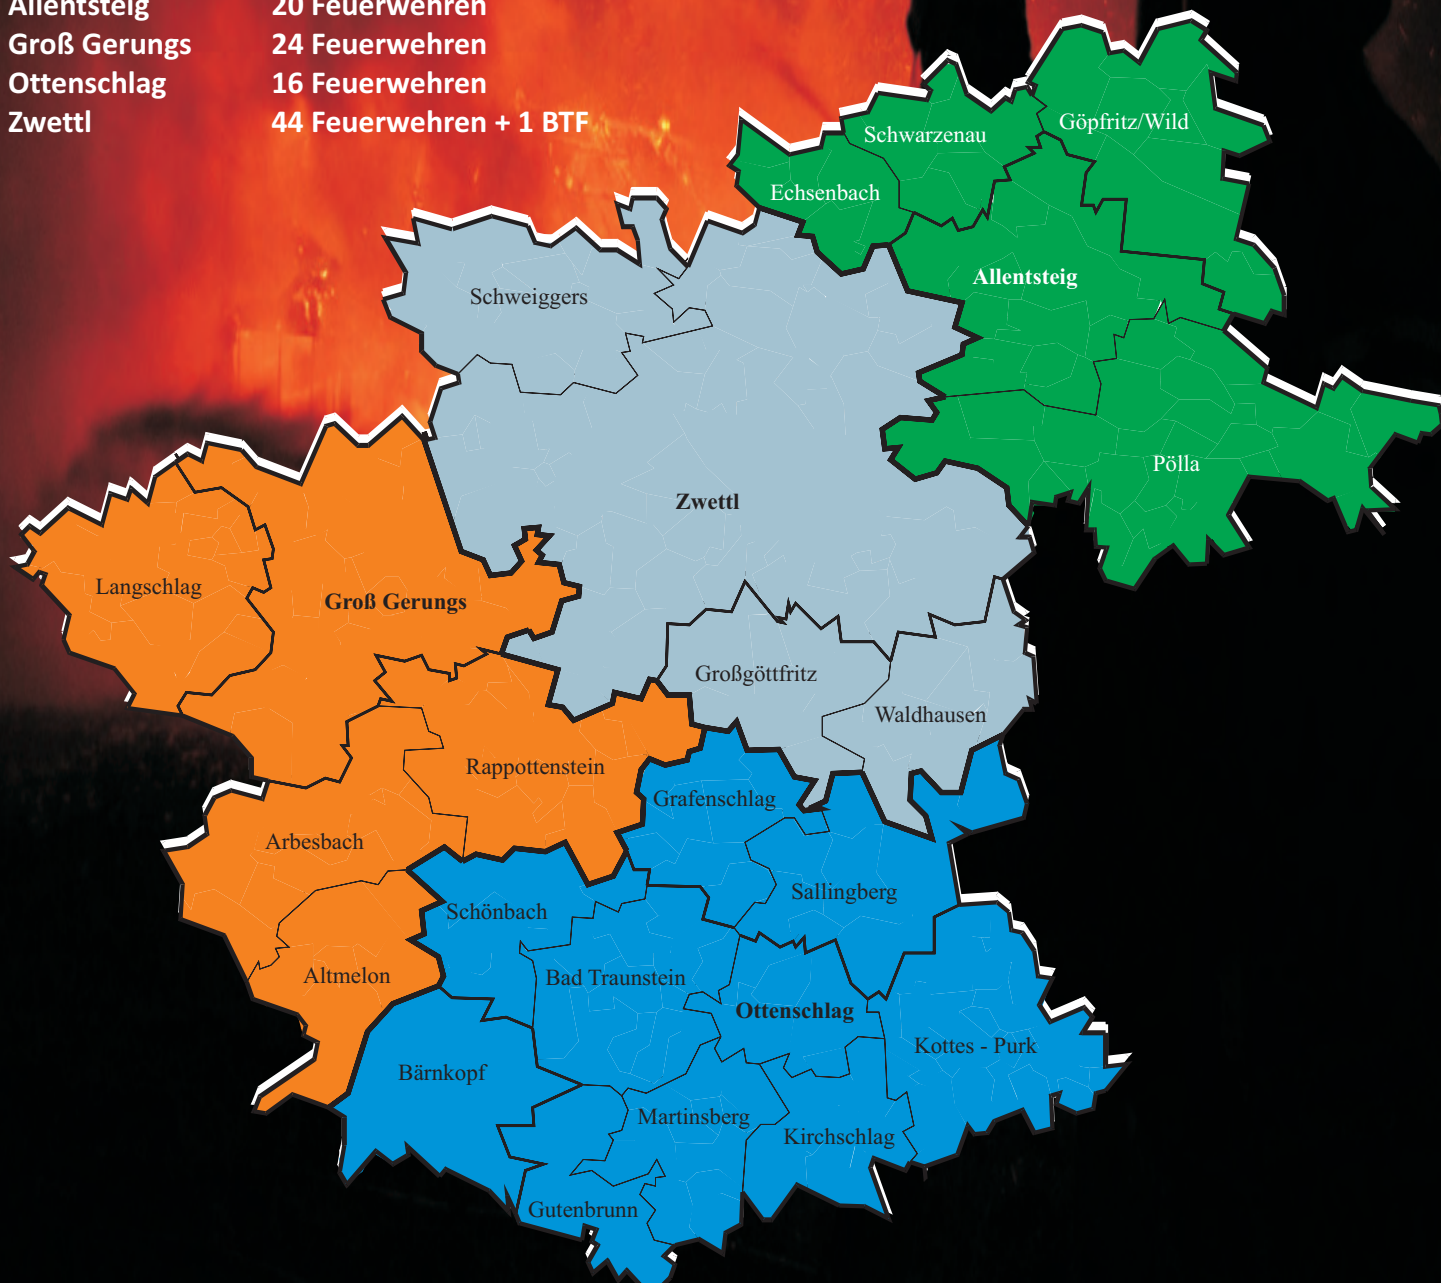 Allentsteig 20 Feuerwehren
Groß Gerungs 24 Feuerwehren
Ottenschlag 16 Feuerwehren
Zwettl 44 Feuerwehren + 1 BTF
Göpfritz/Wild
Schwarzenau
Echsenbach
Allentsteig
Schweiggers
Pölla
Zwettl
Langschlag
Groß Gerungs
Großgöttfritz
Waldhausen
Rappottenstein
Grafenschlag
Arbesbach
Sallingberg
Schönbach
Altmelon
Bad Traunstein
Ottenschlag
Kottes - Purk
Bärnkopf
Martinsberg
Kirchschlag
Gutenbrunn